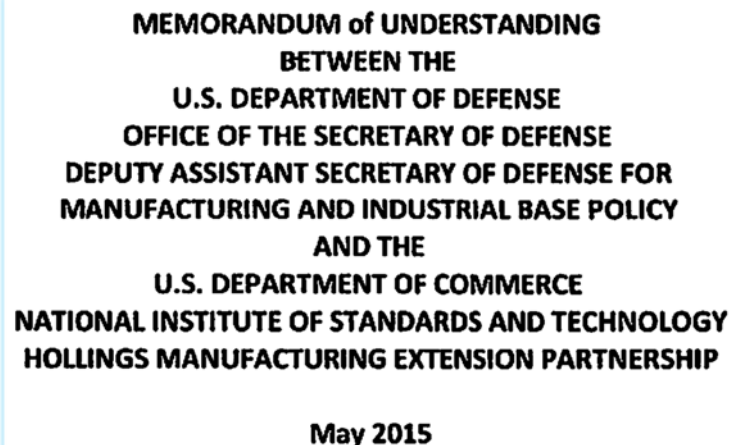 MEMORANDUM of UNDERSTANDING
BETWEEN THE
U.S. DEPARTMENT OF DEFENSE
OFFICE OF THE SECRETARY OF DEFENSE
DEPUTY ASSISTANT SECRETARY OF DEFENSE FOR
MANUFACTURING AND INDUSTRIAL BASE POLICY
AND THE
U.S. DEPARTMENT OF COMMERCE
NATIONAL INSTITUTE OF STANDARDS AND TECHNOLOGY
HOLLINGS MANUFACTURING EXTENSION PARTNERSHIP
May 2015